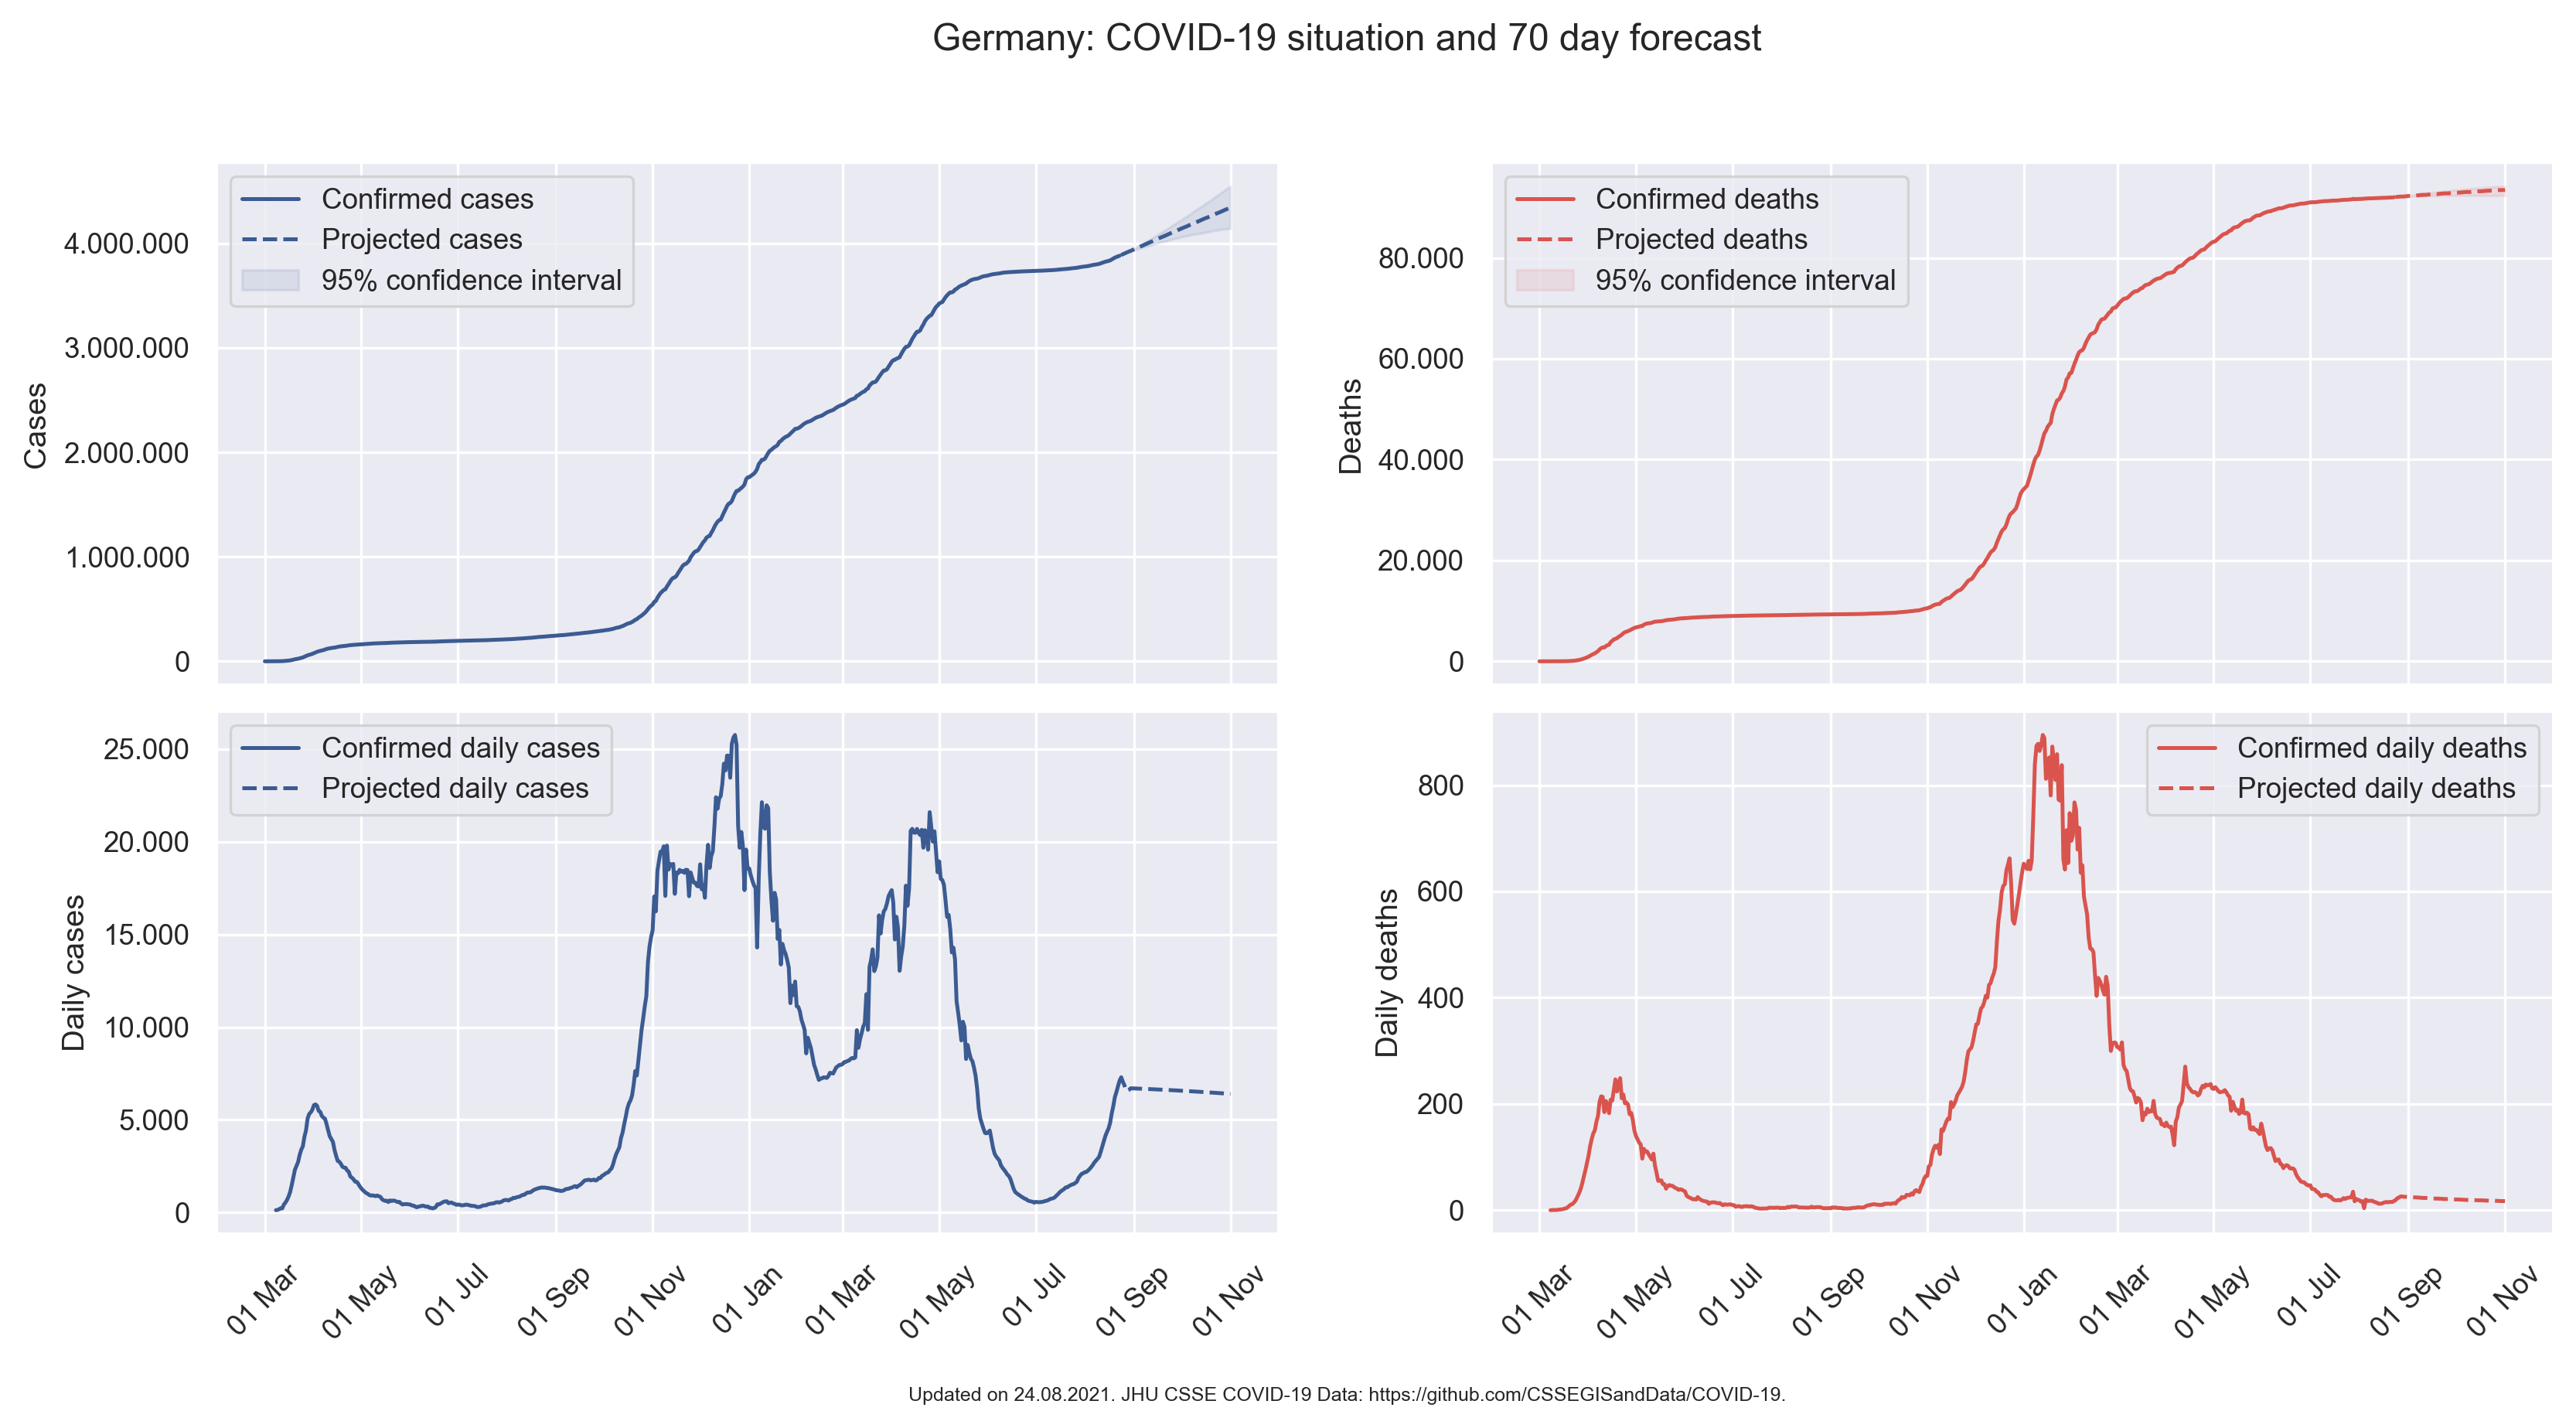 Germany: COVID-19 situation and 70 day forecast
Confirmed cases
Projected cases
95% confidence interval
4.000.000
3.000.000
2.000.000
1.000.000
0
Cases
Confirmed deaths
Projected deaths
95% confidence interval
80.000
60.000
40.000
20.000
0
Deaths
Confirmed daily cases
Projected daily cases
25.000
20.000
15.000
10.000
5.000
0
Daily cases
01 Mar
01 May
01 Jul
01 Sep
01 Nov
01 Jan
01 Mar
01 May
01 Jul
01 Sep
01 Nov
Confirmed daily deaths
Projected daily deaths
800
600
400
200
0
Daily deaths
01 Mar
01 May
01 Jul
01 Sep
01 Nov
01 Jan
01 Mar
01 May
01 Jul
01 Sep
01 Nov
Updated on 24.08.2021. JHU CSSE COVID-19 Data: https://github.com/CSSEGISandData/COVID-19.